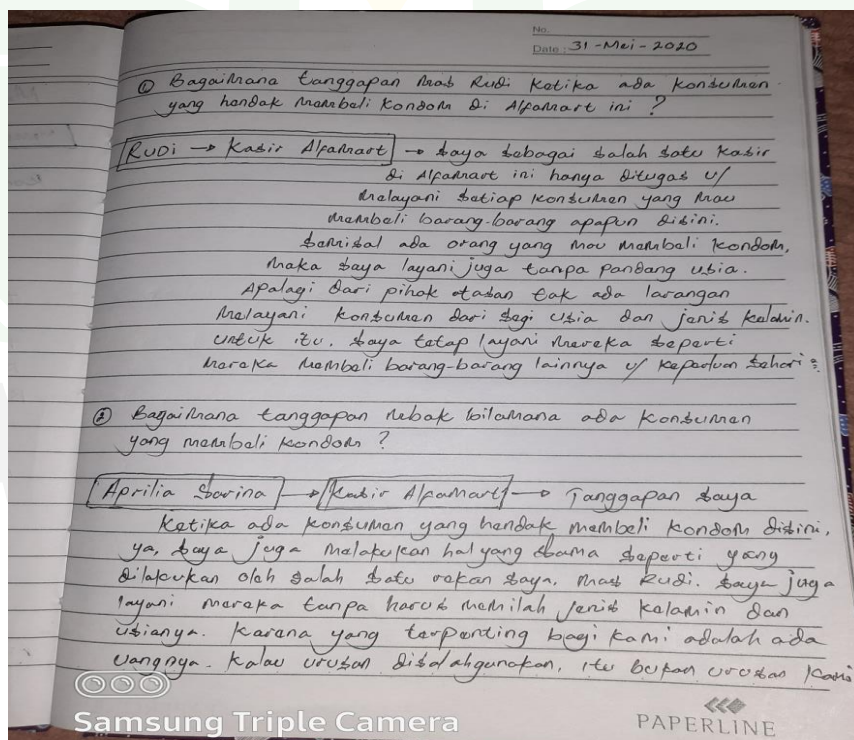 No.
Date : 31 - Mei - 2020
① Bagaimana tanggapan mas Rudi ketika ada konsumen
yang hendak membeli kondom di Alfamart ini ?
Rudi → Kasir Alfamart → saya sebagai salah satu kasir
di Alfamart ini hanya ditugas u/
melayani setiap konsumen yang mau
membeli barang-barang apapun disini.
semisal ada orang yang mau membeli kondom,
maka saya layani juga tanpa pandang usia.
Apalagi dari pihak atasan tak ada larangan
melayani konsumen dari segi usia dan jenis kelamin.
untuk itu, saya tetap layani mereka seperti
mereka membeli barang-barang lainnya u/ keperluan sehari
② Bagaimana tanggapan mbak bilamana ada konsumen
yang membeli kondom ?
Aprilia Sarina → Kasir Alfamart → Tanggapan saya
ketika ada konsumen yang hendak membeli kondom disini,
ya, saya juga melakukan hal yang sama seperti yang
dilakukan oleh salah satu rekan saya, mas Rudi. saya juga
layani mereka tanpa harus memilah jenis kelamin dan
usianya. Karena yang terpenting bagi kami adalah ada
uangnya. Kalau urusan disalahgunakan, itu bukan urusan kami
Samsung Triple Camera
PAPERLINE